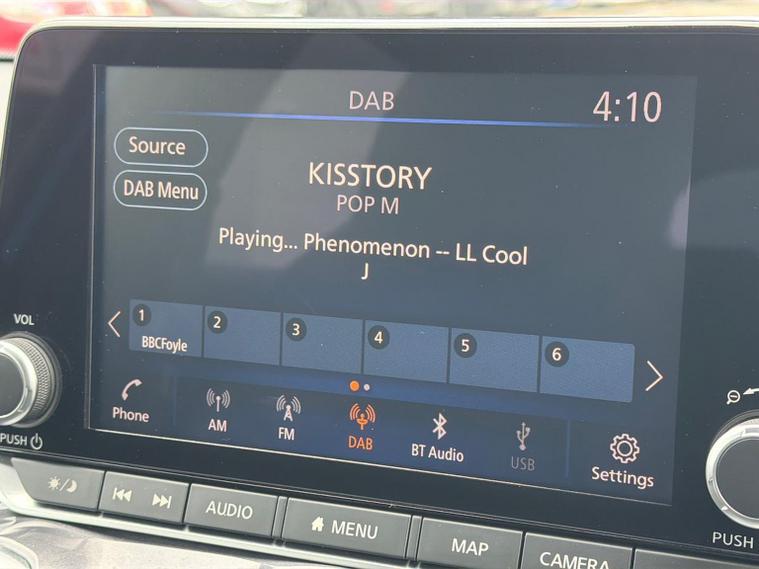 DAB
4:10
Source
DAB Menu
KISSTORY
POP M
Playing... Phenomenon -- LL Cool
J
1 2 3 4 5 6
BBCFoyle
Phone AM FM DAB BT Audio USB Settings
VOL
PUSH
AUDIO MENU MAP CAMERA
PUSH